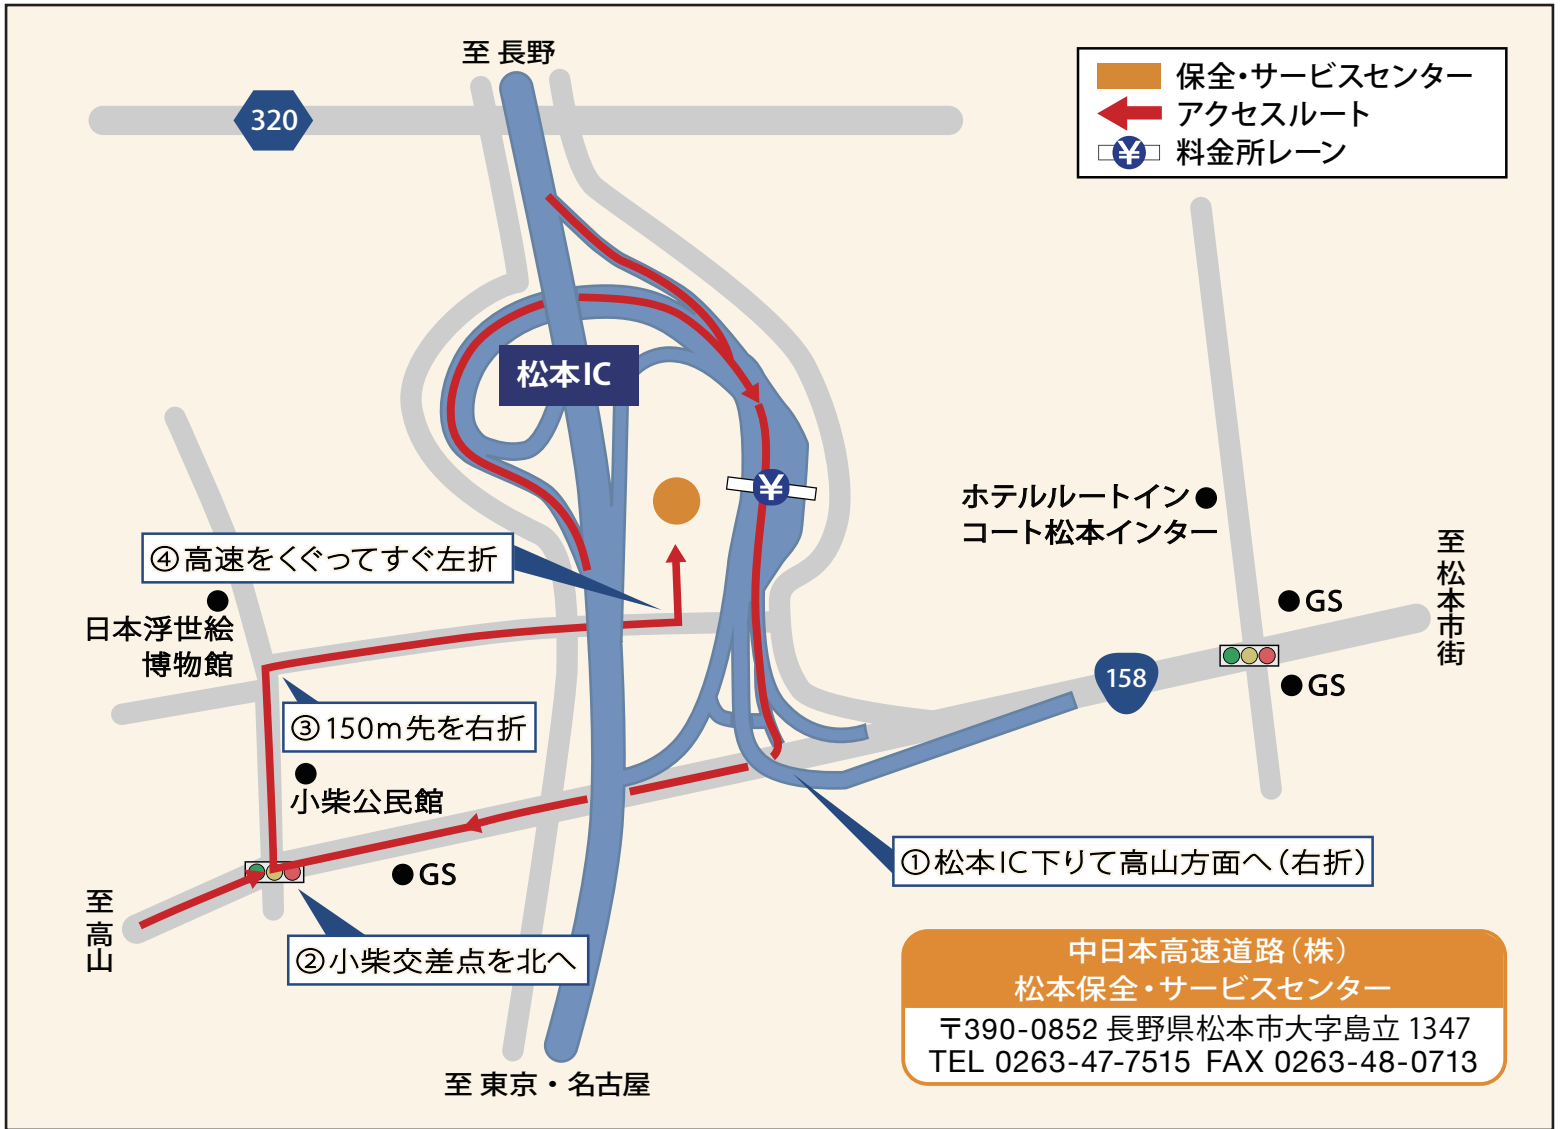 至 長野
320
保全・サービスセンター
アクセスルート
¥ 料金所レーン
松本IC
¥
ホテルルートイン
コート松本インター
至松本市街
④高速をくぐってすぐ左折
GS
日本浮世絵
博物館
158
GS
③150m先を右折
小柴公民館
①松本IC下りて高山方面へ(右折)
GS
至高山
②小柴交差点を北へ
中日本高速道路(株)
松本保全・サービスセンター
〒390-0852 長野県松本市大字島立 1347
TEL 0263-47-7515 FAX 0263-48-0713
至 東京・名古屋